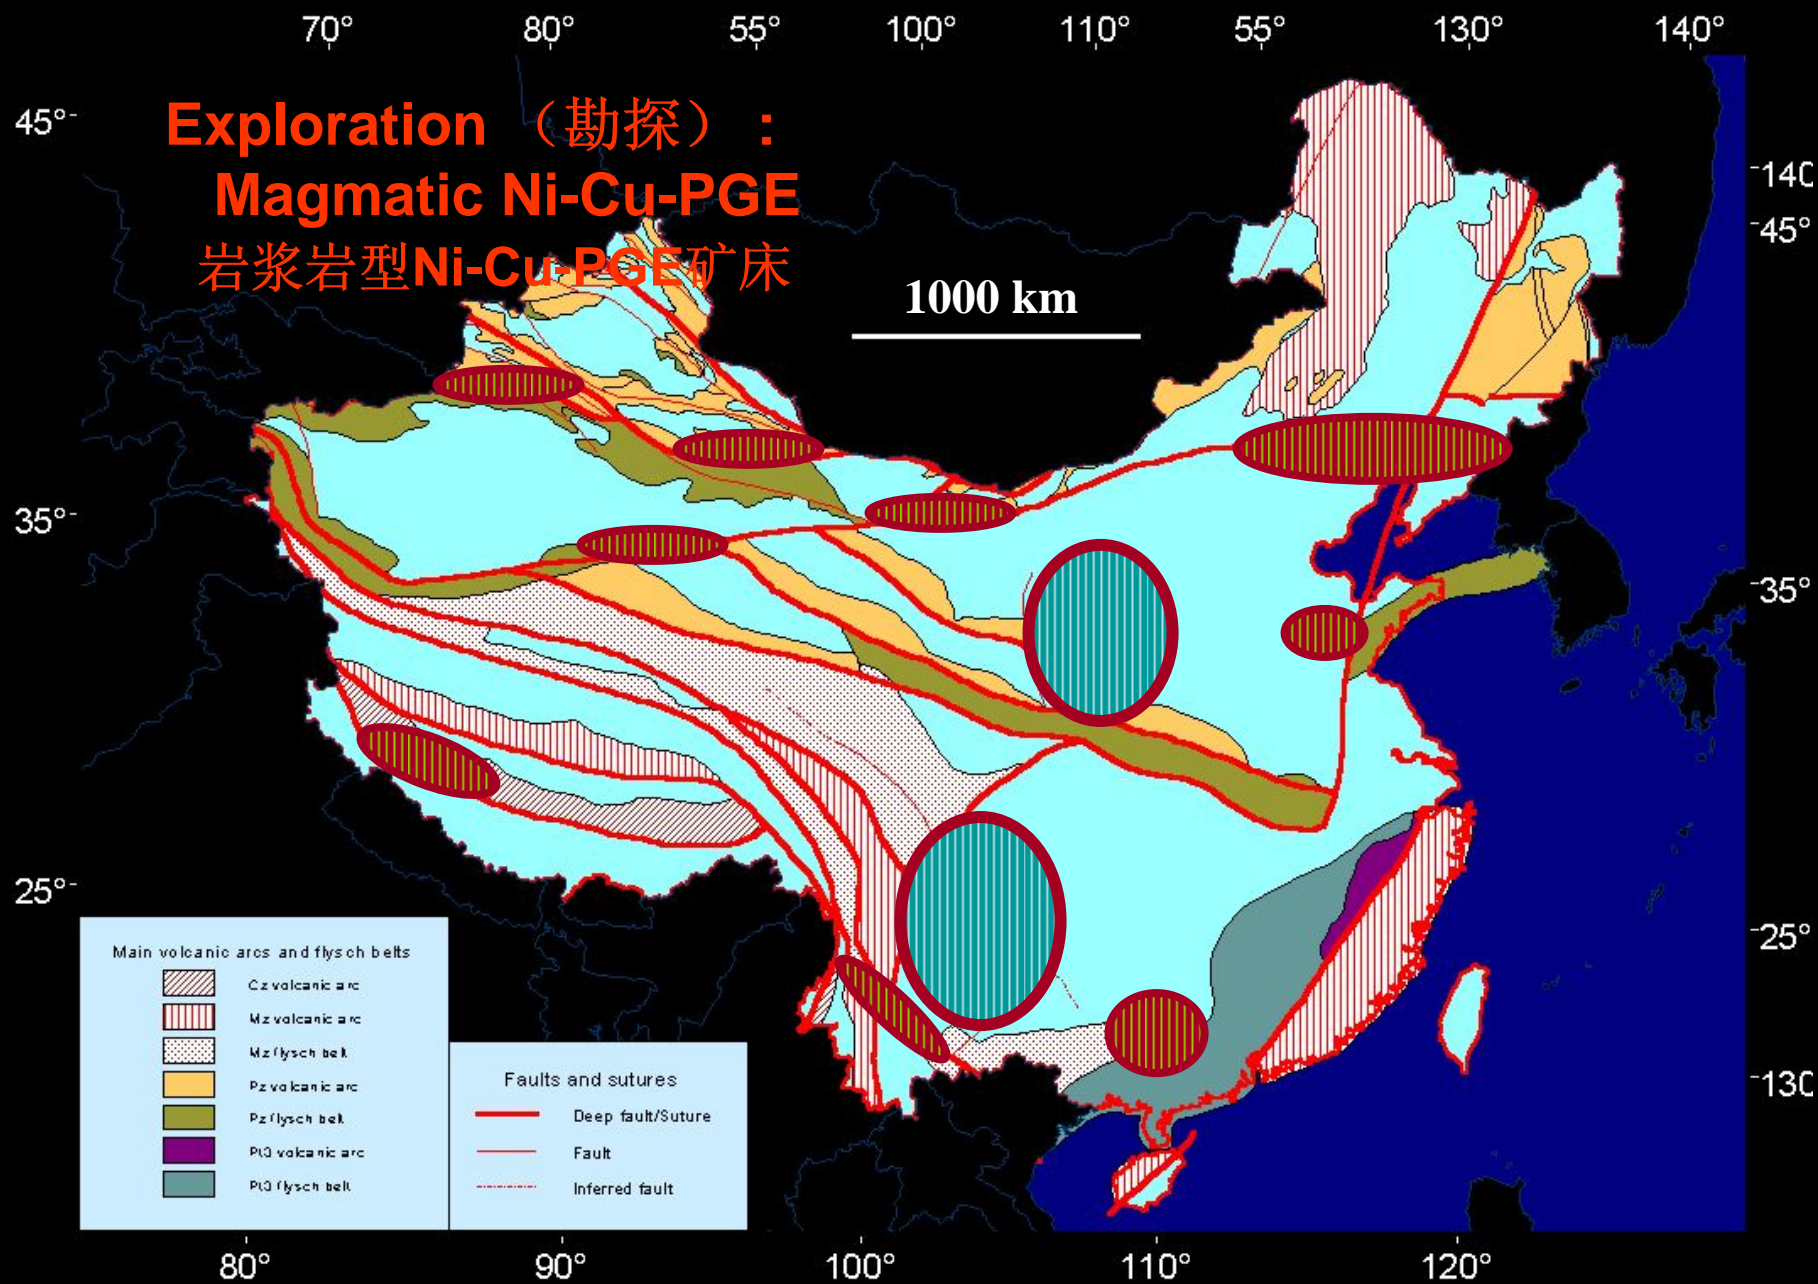 70° 80° 55° 100° 110° 55° 130° 140°
45°
Exploration （勘探）：
Magmatic Ni-Cu-PGE
岩浆岩型Ni-Cu-PGE矿床
14C
45°
1000 km
35°
35°
25°
25°
Main volcanic arcs and flysch belts
Cz volcanic arc
Mz volcanic arc
Mz flysch belt
Pz volcanic arc
Pz flysch belt
Pt3 volcanic arc
Pt3 flysch belt
Faults and sutures
Deep fault/Suture
Fault
Inferred fault
13C
80° 90° 100° 110° 120°